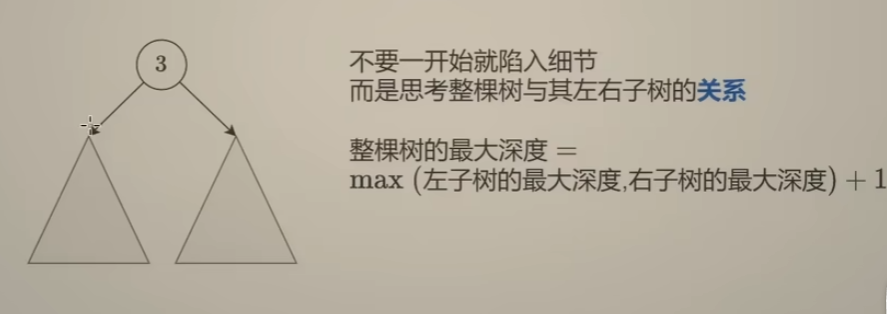 3
不要一开始就陷入细节
而是思考整棵树与其左右子树的关系
整棵树的最大深度 =
max (左子树的最大深度,右子树的最大深度) + 1